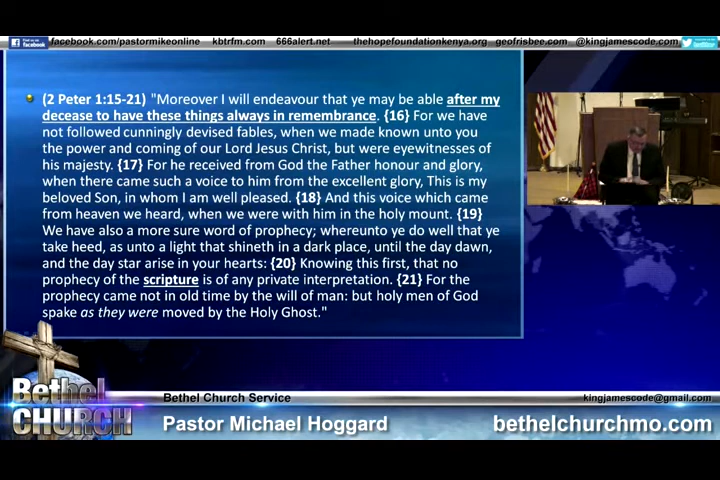 Find us on facebook
facebook.com/pastormikeonline kbtrfm.com 666alert.net thehopefoundationkenya.org geofrisbee.com @kingjamescode.com twitter
(2 Peter 1:15-21) "Moreover I will endeavour that ye may be able after my
decease to have these things always in remembrance. {16} For we have
not followed cunningly devised fables, when we made known unto you
the power and coming of our Lord Jesus Christ, but were eyewitnesses of
his majesty. {17} For he received from God the Father honour and glory,
when there came such a voice to him from the excellent glory, This is my
beloved Son, in whom I am well pleased. {18} And this voice which came
from heaven we heard, when we were with him in the holy mount. {19}
We have also a more sure word of prophecy; whereunto ye do well that ye
take heed, as unto a light that shineth in a dark place, until the day dawn,
and the day star arise in your hearts: {20} Knowing this first, that no
prophecy of the scripture is of any private interpretation. {21} For the
prophecy came not in old time by the will of man: but holy men of God
spake as they were moved by the Holy Ghost."
Bethel
CHURCH
Bethel Church Service kingjamescode@gmail.com
Pastor Michael Hoggard bethelchurchmo.com